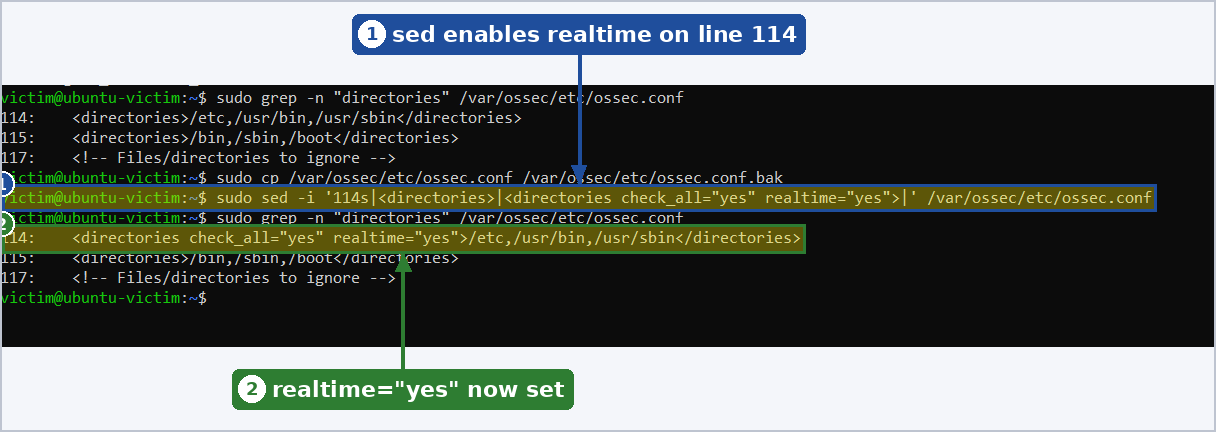 1 sed enables realtime on line 114
victim@ubuntu-victim:~$ sudo grep -n "directories" /var/ossec/etc/ossec.conf
114:    <directories>/etc,/usr/bin,/usr/sbin</directories>
115:    <directories>/bin,/sbin,/boot</directories>
117:    <!-- Files/directories to ignore -->
victim@ubuntu-victim:~$ sudo cp /var/ossec/etc/ossec.conf /var/ossec/etc/ossec.conf.bak
1
victim@ubuntu-victim:~$ sudo sed -i '114s|<directories>|<directories check_all="yes" realtime="yes">|' /var/ossec/etc/ossec.conf
victim@ubuntu-victim:~$ sudo grep -n "directories" /var/ossec/etc/ossec.conf
2
114:    <directories check_all="yes" realtime="yes">/etc,/usr/bin,/usr/sbin</directories>
115:    <directories>/bin,/sbin,/boot</directories>
117:    <!-- Files/directories to ignore -->
victim@ubuntu-victim:~$
2 realtime="yes" now set